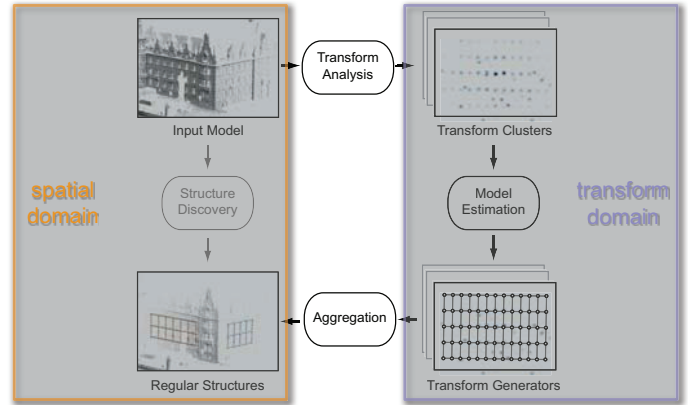 Transform
Analysis
Input Model
Transform Clusters
spatial
domain
Structure
Discovery
Model
Estimation
transform
domain
Aggregation
Regular Structures
Transform Generators